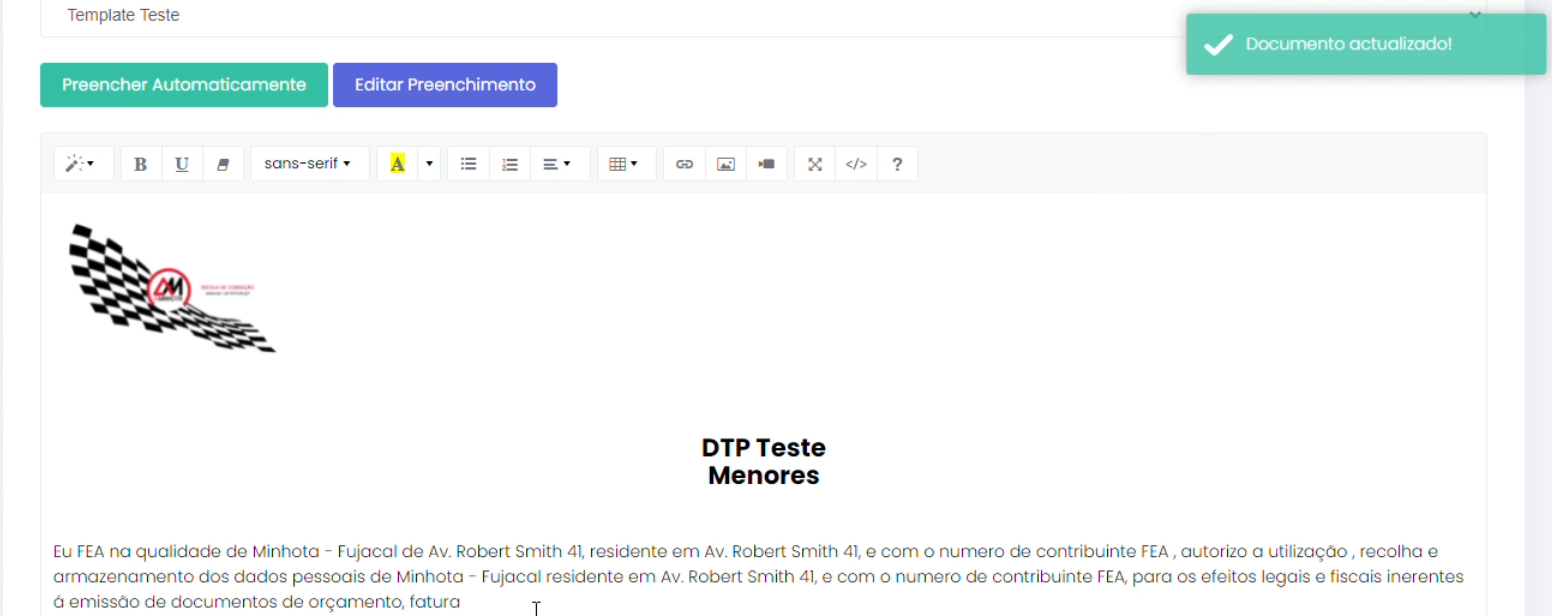 Template Teste
Documento actualizado!
Preencher Automaticamente
Editar Preenchimento
B U sans-serif A </> ?
AM
ESCOLA DE CONDUÇÃO
DTP Teste
Menores
Eu FEA na qualidade de Minhota - Fujacal de Av. Robert Smith 41, residente em Av. Robert Smith 41, e com o numero de contribuinte FEA , autorizo a utilização , recolha e
armazenamento dos dados pessoais de Minhota - Fujacal residente em Av. Robert Smith 41, e com o numero de contribuinte FEA, para os efeitos legais e fiscais inerentes
á emissão de documentos de orçamento, fatura